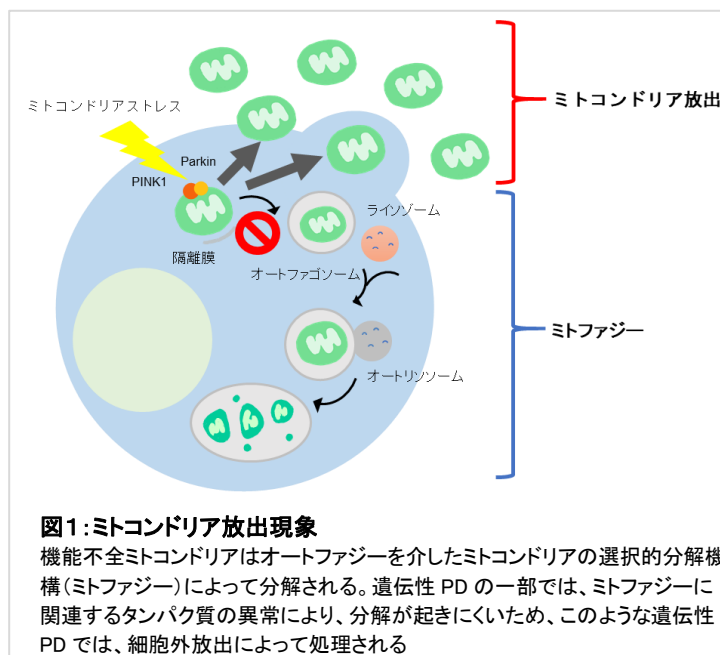 ミトコンドリア放出
ミトコンドリアストレス
Parkin
PINK1
ライソゾーム
隔離膜
オートファゴソーム
ミトファジー
オートリソソーム
図1:ミトコンドリア放出現象
機能不全ミトコンドリアはオートファジーを介したミトコンドリアの選択的分解機
構(ミトファジー)によって分解される。遺伝性 PD の一部では、ミトファジーに
関連するタンパク質の異常により、分解が起きにくいため、このような遺伝性
PD では、細胞外放出によって処理される